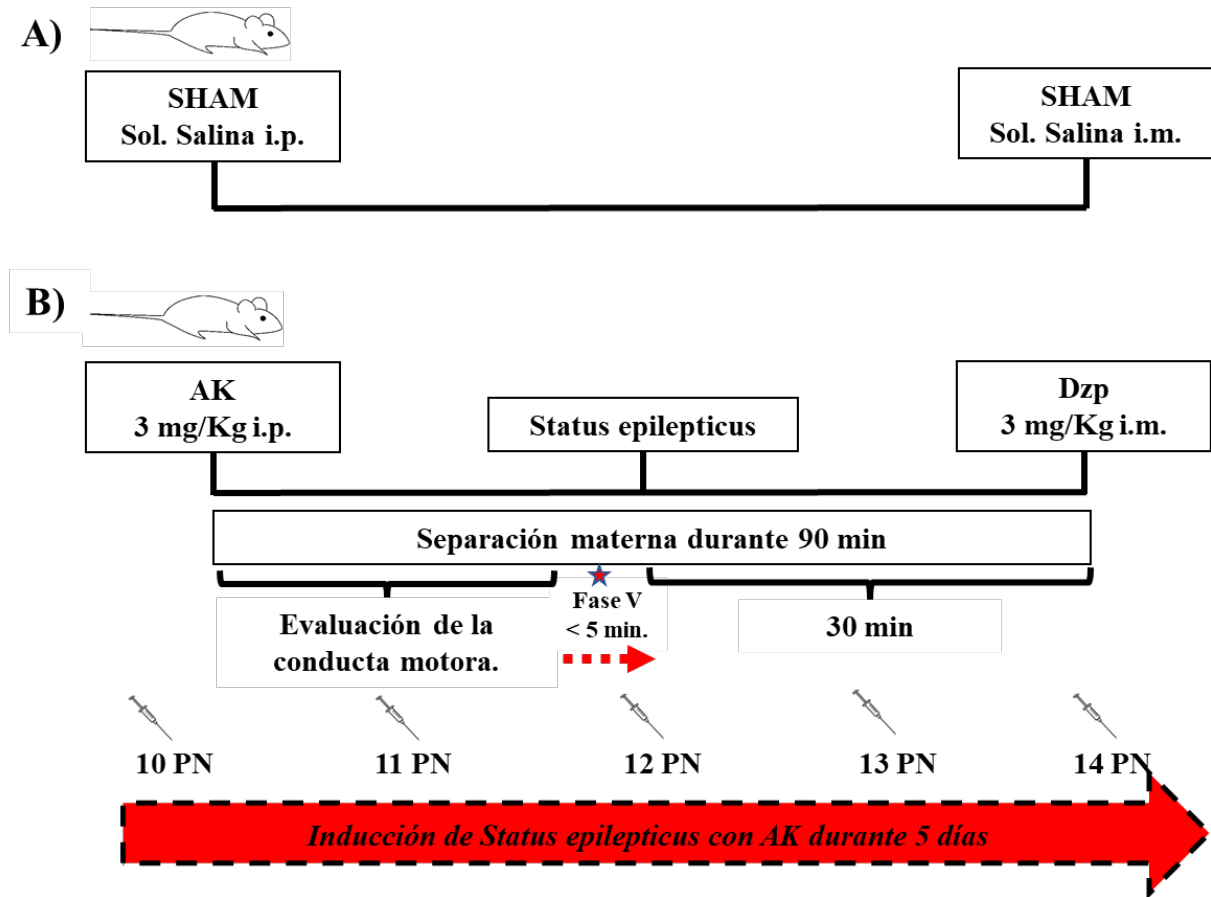 A)
SHAM
Sol. Salina i.p.
SHAM
Sol. Salina i.m.
B)
AK
3 mg/Kg i.p.
Status epilepticus
Dzp
3 mg/Kg i.m.
Separación materna durante 90 min
Evaluación de la
conducta motora.
Fase V
< 5 min.
30 min
10 PN
11 PN
12 PN
13 PN
14 PN
Inducción de Status epilepticus con AK durante 5 días